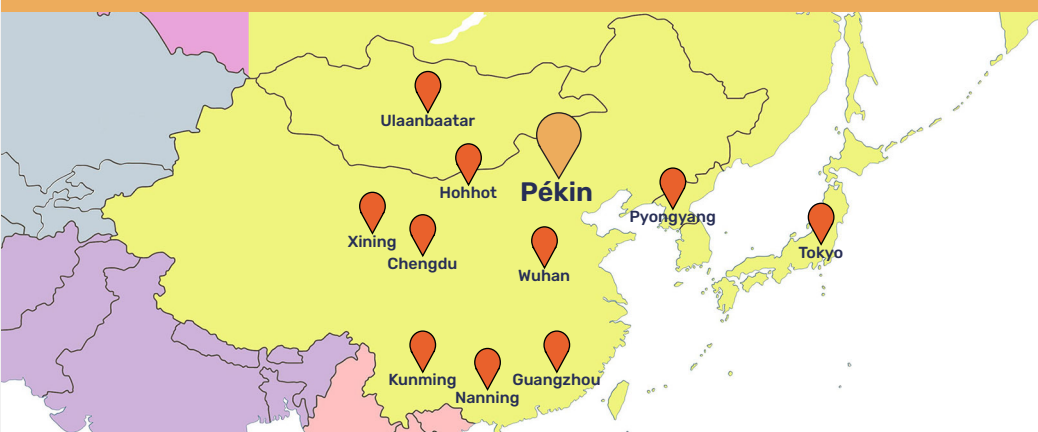 Ulaanbaatar
Hohhot
Pékin
Pyongyang
Xining
Tokyo
Chengdu
Wuhan
Kunming
Guangzhou
Nanning